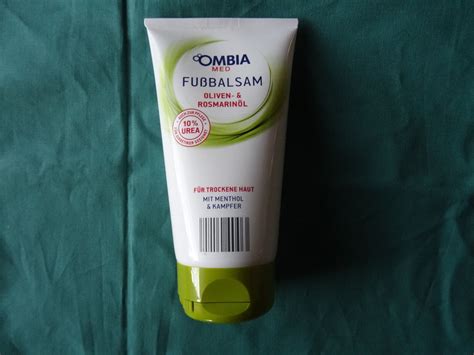 OMBIA
MED
FUßBALSAM
OLIVEN- &
ROSMARINÖL
10%
UREA
FÜR TROCKENE HAUT
MIT MENTHOL
& KAMPFER